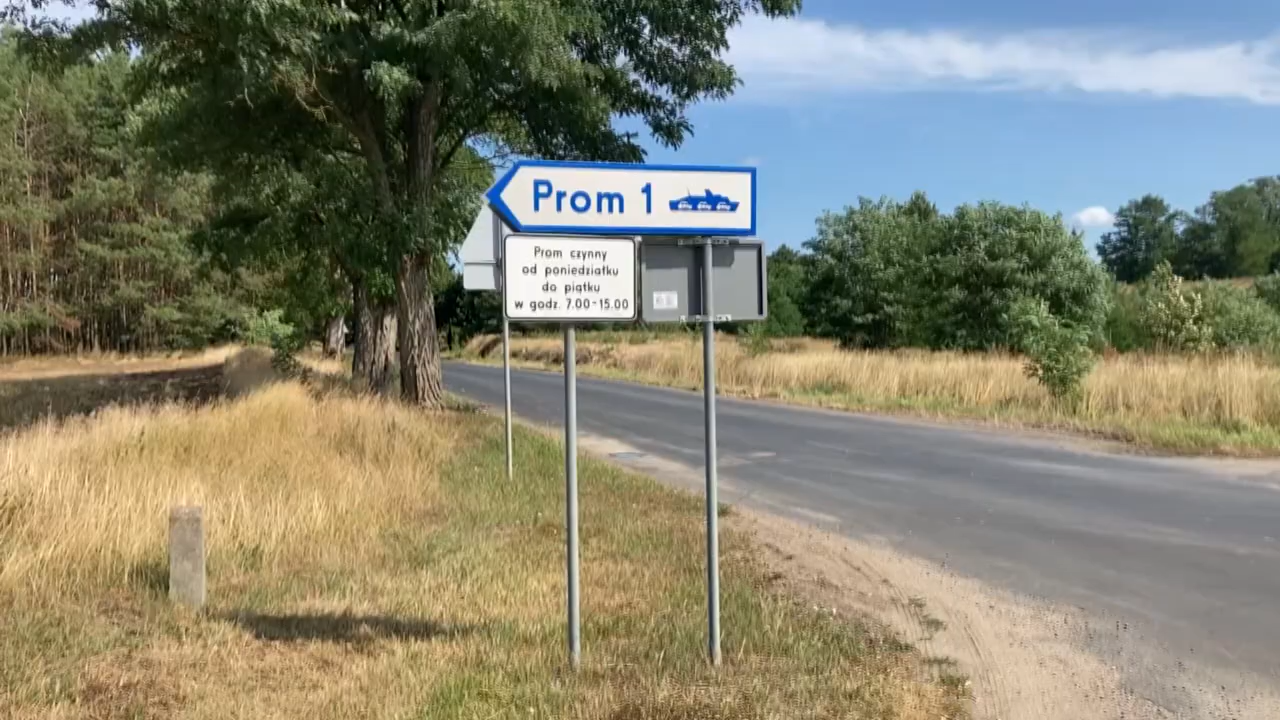 Prom 1
Prom czynny
od poniedziałku
do piątku
w godz. 7.00-15.00